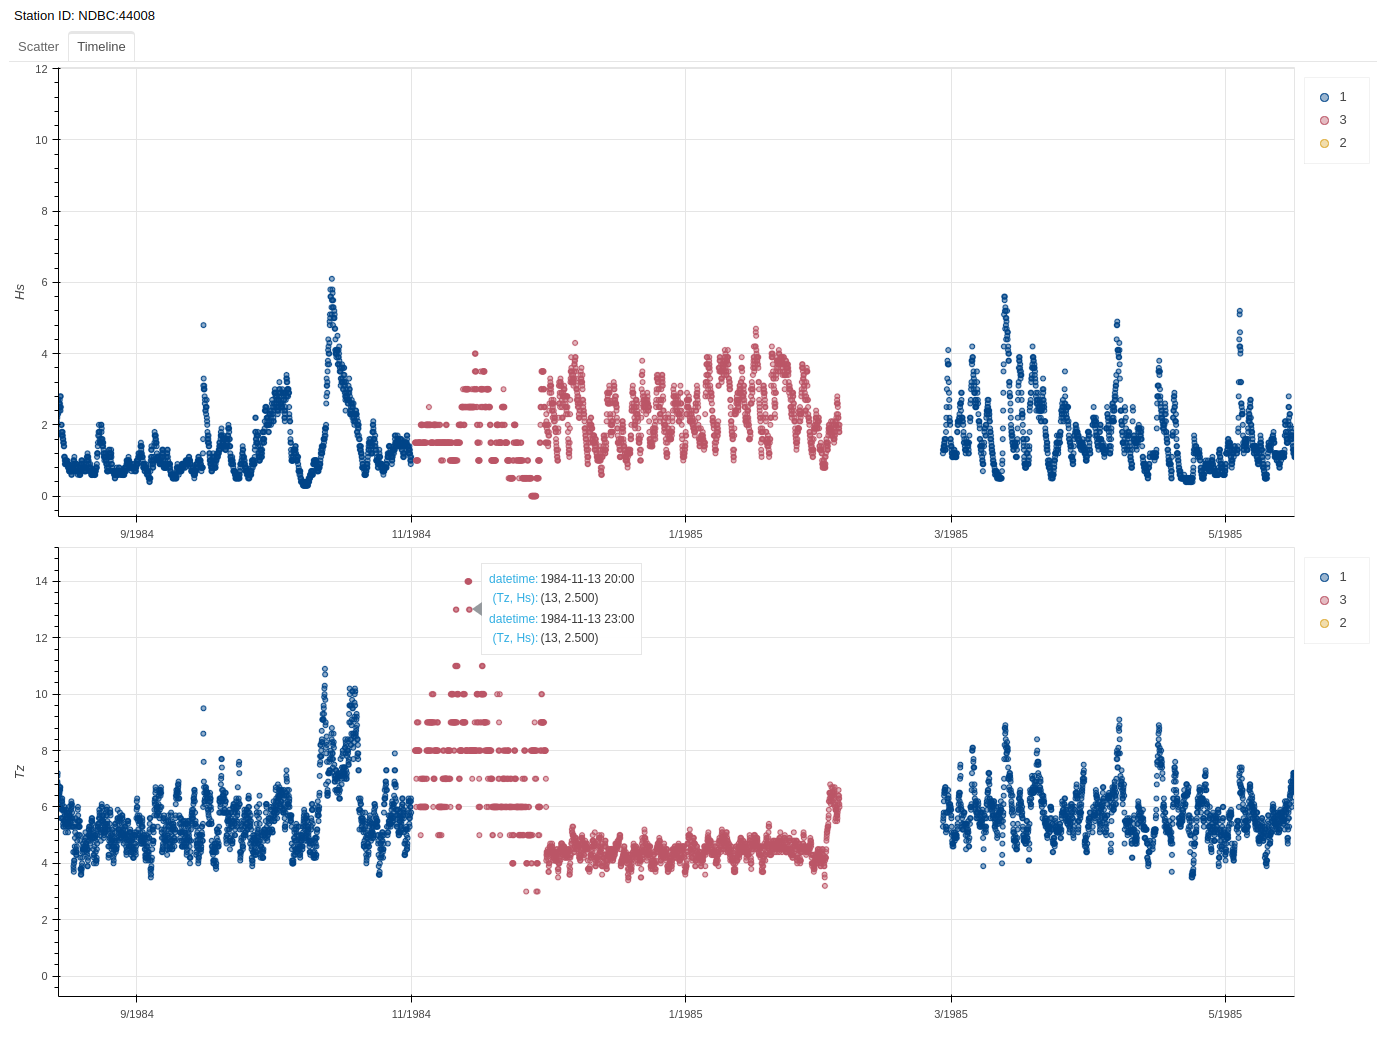 Station ID: NDBC:44008
Scatter Timeline
12
10
8
6
4
2
0
Hs
9/1984 11/1984 1/1985 3/1985 5/1985
1
3
2
14
12
10
8
6
4
2
0
Tz
datetime: 1984-11-13 20:00
(Tz, Hs): (13, 2.500)
datetime: 1984-11-13 23:00
(Tz, Hs): (13, 2.500)
9/1984 11/1984 1/1985 3/1985 5/1985
1
3
2